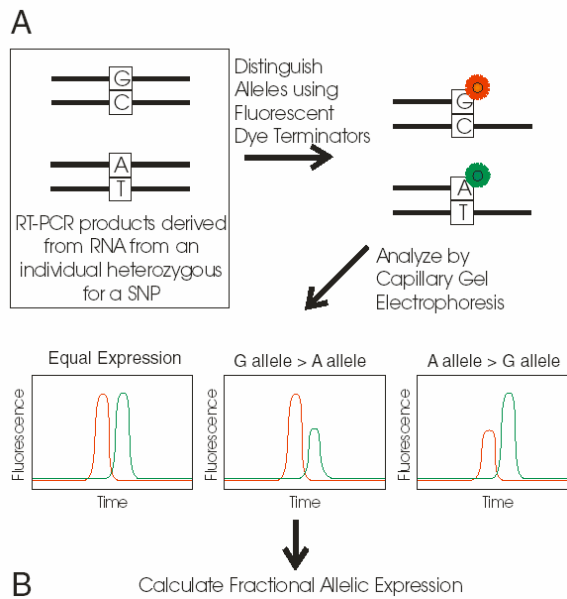 A
G
C
A
T
RT-PCR products derived
from RNA from an
individual heterozygous
for a SNP
Distinguish
Alleles using
Fluorescent
Dye Terminators
G
C
A
T
Analyze by
Capillary Gel
Electrophoresis
Equal Expression
Fluorescence
Time
G allele > A allele
Fluorescence
Time
A allele > G allele
Fluorescence
Time
B
Calculate Fractional Allelic Expression